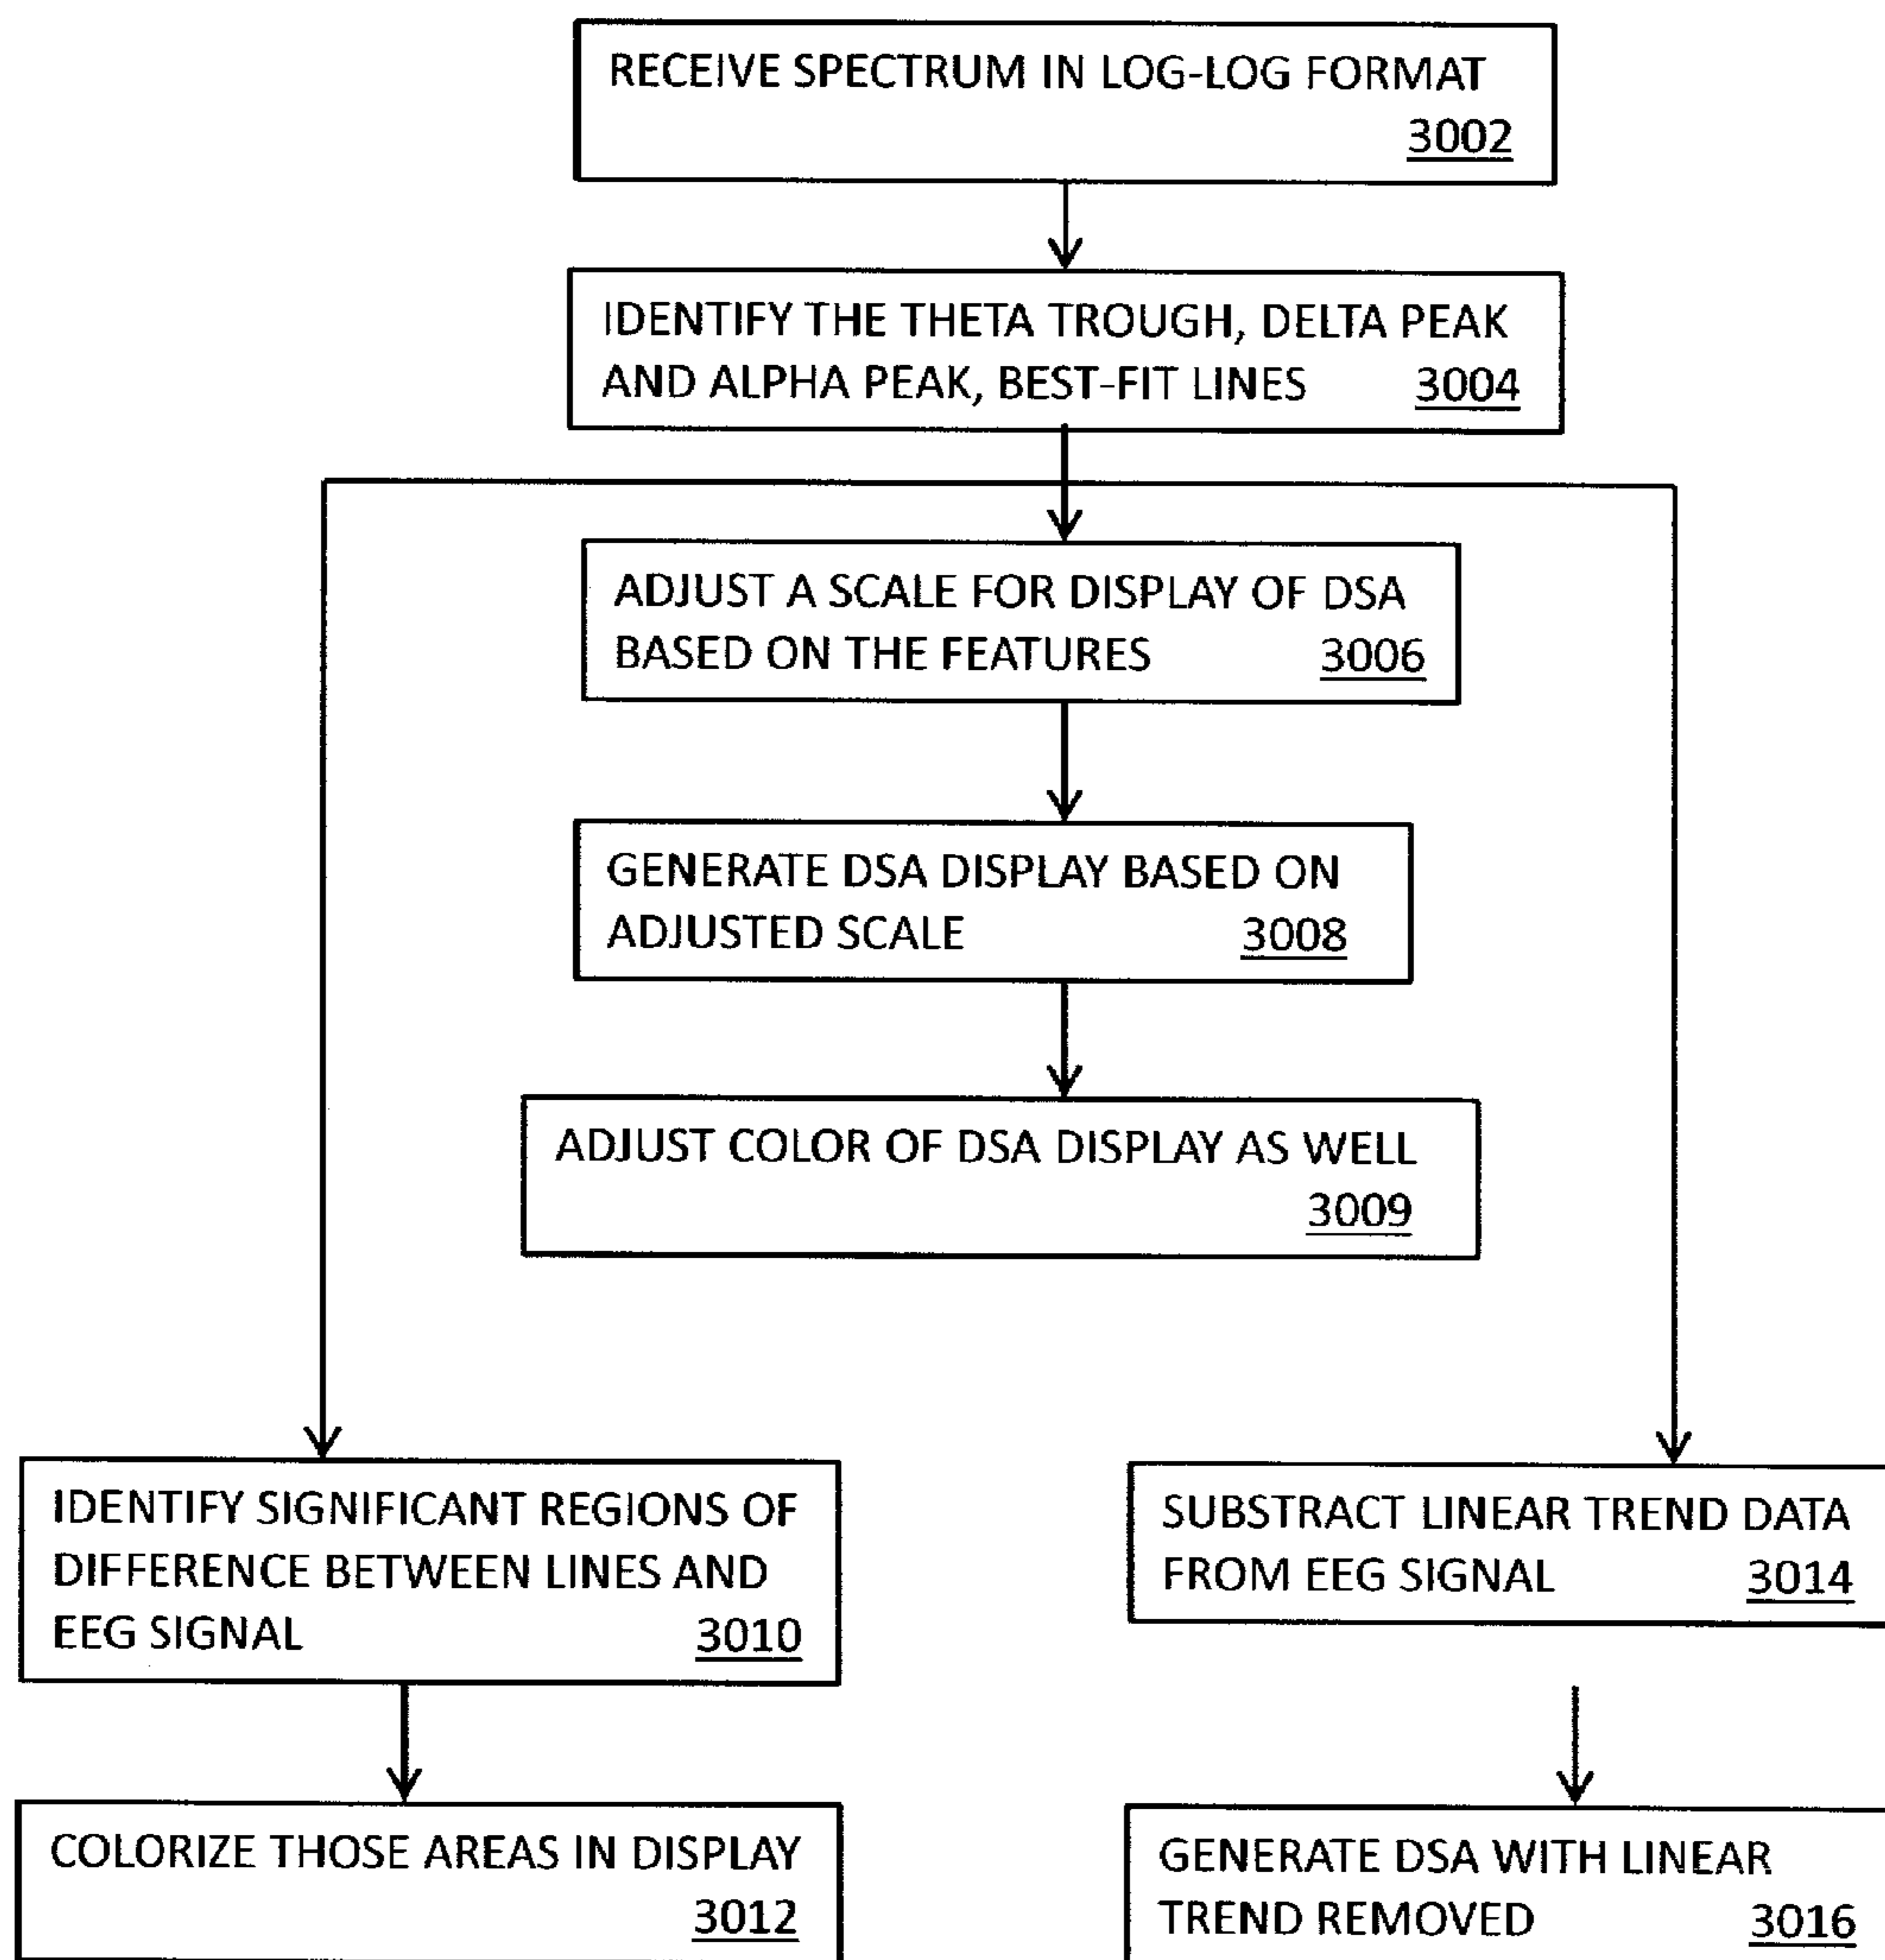 RECEIVE SPECTRUM IN LOG-LOG FORMAT
3002
IDENTIFY THE THETA TROUGH, DELTA PEAK
AND ALPHA PEAK, BEST-FIT LINES 3004
ADJUST A SCALE FOR DISPLAY OF DSA
BASED ON THE FEATURES 3006
GENERATE DSA DISPLAY BASED ON
ADJUSTED SCALE 3008
ADJUST COLOR OF DSA DISPLAY AS WELL
3009
IDENTIFY SIGNIFICANT REGIONS OF
DIFFERENCE BETWEEN LINES AND
EEG SIGNAL 3010
SUBSTRACT LINEAR TREND DATA
FROM EEG SIGNAL 3014
COLORIZE THOSE AREAS IN DISPLAY
3012
GENERATE DSA WITH LINEAR
TREND REMOVED 3016